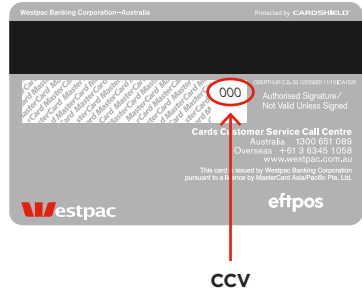 Westpac Banking Corporation–Australia
Protected by CARDSHIELD®
000
Authorised Signature/
Not Valid Unless Signed
Cards Customer Service Call Centre
Australia 1300 651 089
Overseas +61 3 6345 1058
www.westpac.com.au
This card is issued by Westpac Banking Corporation
pursuant to a licence by MasterCard Asia/Pacific Pte. Ltd.
Westpac
eftpos
CCV